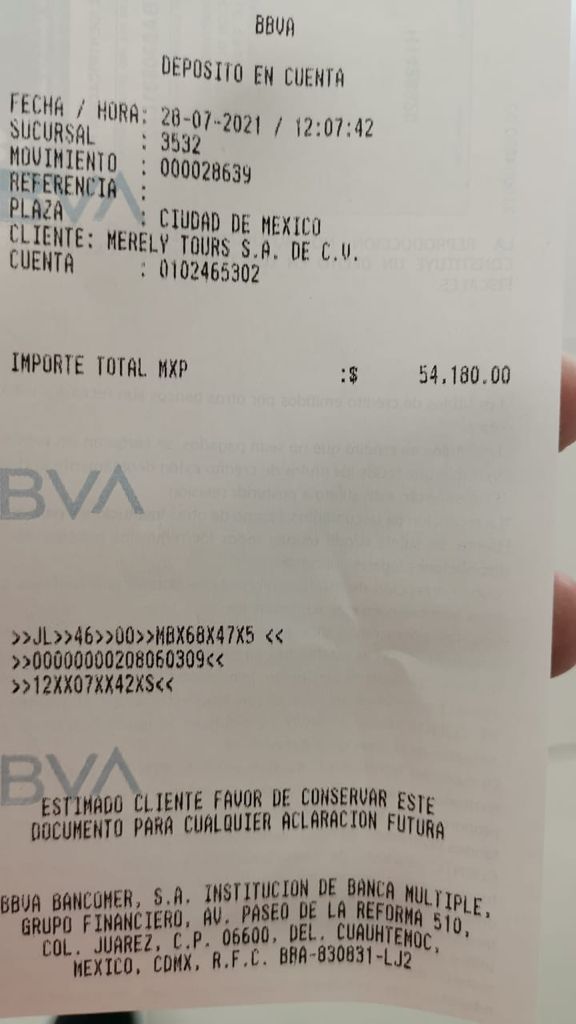 BBVA
DEPOSITO EN CUENTA
FECHA / HORA: 28-07-2021 / 12:07:42
SUCURSAL : 3532
MOVIMIENTO : 000028639
REFERENCIA :
PLAZA : CIUDAD DE MEXICO
CLIENTE: MERELY TOURS S.A. DE C.V.
CUENTA : 0102465302
IMPORTE TOTAL MXP :$ 54,180.00
BVA
>>JL>>46>>00>>MBX68X47X5 <<
>>00000000208060309<<
>>12XX07XX42XS<<
BVA
ESTIMADO CLIENTE FAVOR DE CONSERVAR ESTE
DOCUMENTO PARA CUALQUIER ACLARACION FUTURA
BBVA BANCOMER, S.A. INSTITUCION DE BANCA MULTIPLE,
GRUPO FINANCIERO, AV. PASEO DE LA REFORMA 510,
COL. JUAREZ, C.P. 06600, DEL. CUAUHTEMOC,
MEXICO, CDMX, R.F.C. BBA-830831-LJ2